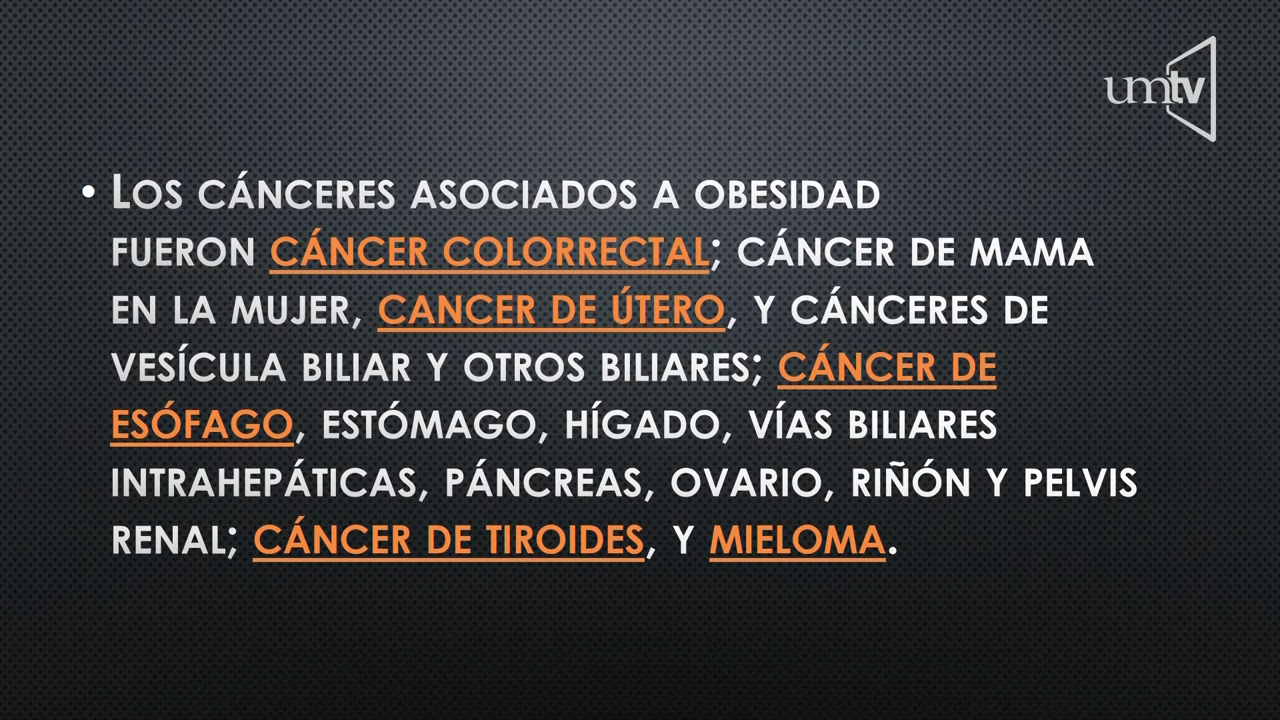 umtv
• Los cánceres asociados a obesidad
fueron cáncer colorrectal; cáncer de mama
en la mujer, cancer de útero, y cánceres de
vesícula biliar y otros biliares; cáncer de
esófago, estómago, hígado, vías biliares
intrahepáticas, páncreas, ovario, riñón y pelvis
renal; cáncer de tiroides, y mieloma.